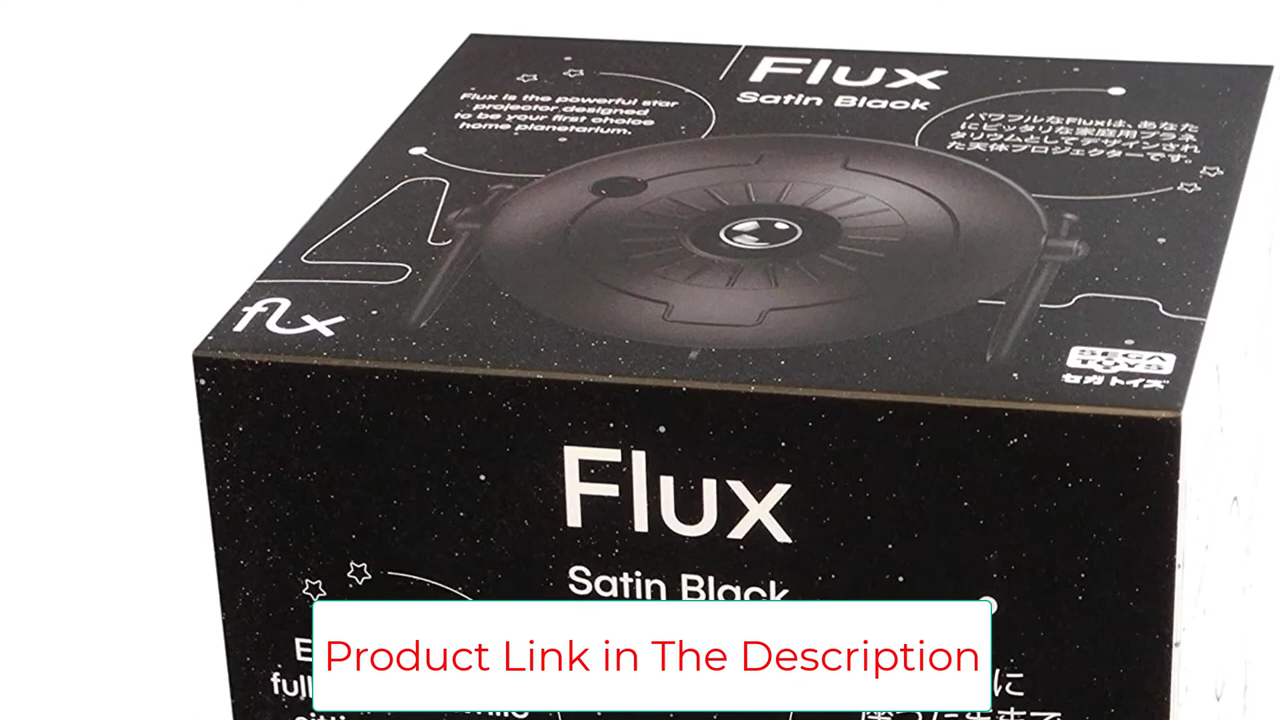 Flux
Satin Black
Flux is the powerful star
projector designed
to be your first choice
home planetarium.
パワフルなFluxは、あなた
にピッタリな家庭用プラネ
タリウムとしてデザインされ
た天体プロジェクターです。
flux
SEGA
TOYS
セガトイズ
Flux
Satin Black
Product Link in The Description